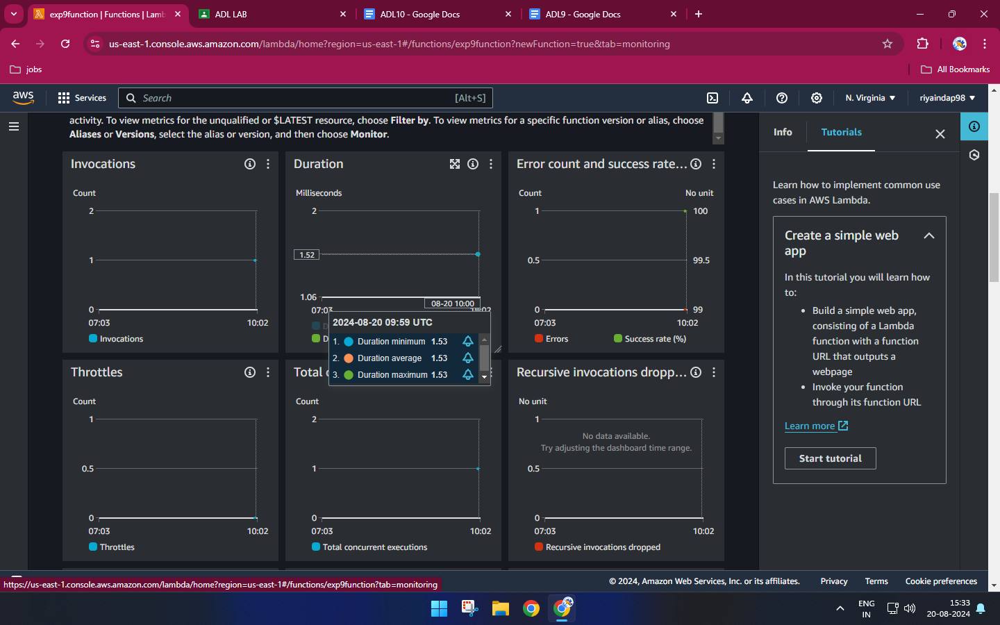 exp9function | Functions | Lamb
ADL LAB
ADL10 - Google Docs
ADL9 - Google Docs
us-east-1.console.aws.amazon.com/lambda/home?region=us-east-1#/functions/exp9function?newFunction=true&tab=monitoring
jobs
All Bookmarks
aws
Services
Search
[Alt+S]
N. Virginia
riyaindap98
activity. To view metrics for the unqualified or $LATEST resource, choose Filter by. To view metrics for a specific function version or alias, choose
Aliases or Versions, select the alias or version, and then choose Monitor.
Invocations
Count
2
1
0
07:03
10:02
Invocations
Duration
Milliseconds
2
1.52
1.06
08-20 10:00
2024-08-20 09:59 UTC
1. Duration minimum 1.53
2. Duration average 1.53
3. Duration maximum 1.53
Error count and success rate...
Count
No unit
1
100
0.5
99.5
0
99
07:03
10:02
Errors
Success rate (%)
Throttles
Count
1
0.5
0
07:03
10:02
Throttles
Total
Count
2
1
0
07:03
10:02
Total concurrent executions
Recursive invocations dropp...
No unit
1
No data available.
Try adjusting the dashboard time range.
0.5
0
07:03
10:02
Recursive invocations dropped
Info
Tutorials
Learn how to implement common use
cases in AWS Lambda.
Create a simple web
app
In this tutorial you will learn how
to:
• Build a simple web app,
consisting of a Lambda
function with a function
URL that outputs a
webpage
• Invoke your function
through its function URL
Learn more
Start tutorial
https://us-east-1.console.aws.amazon.com/lambda/home?region=us-east-1#/functions/exp9function?tab=monitoring
© 2024, Amazon Web Services, Inc. or its affiliates.
Privacy
Terms
Cookie preferences
ENG
IN
15:33
20-08-2024